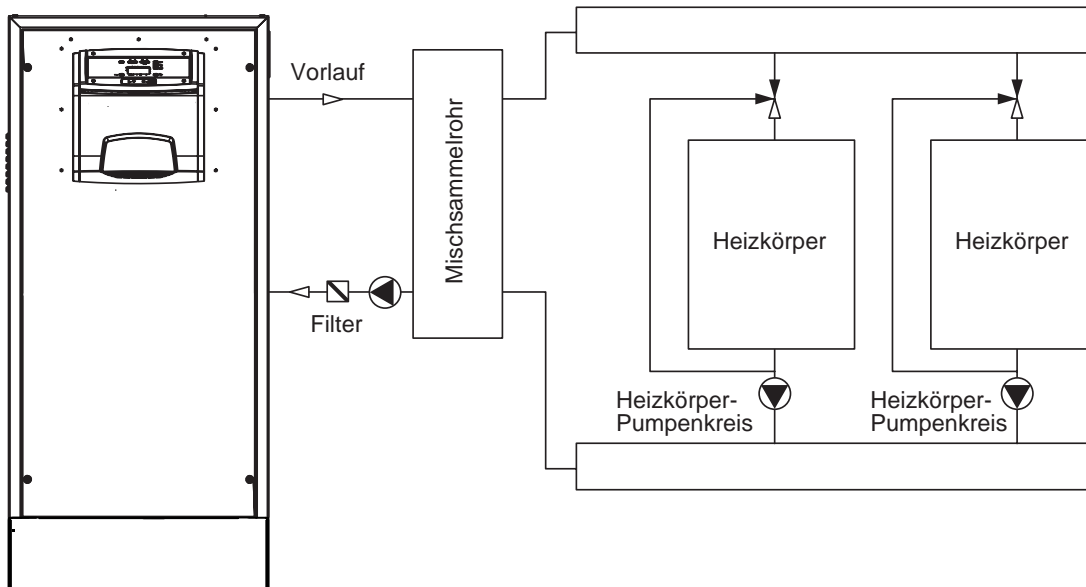 Vorlauf
Mischsammelrohr
Heizkörper
Heizkörper
Filter
Heizkörper-
Pumpenkreis
Heizkörper-
Pumpenkreis